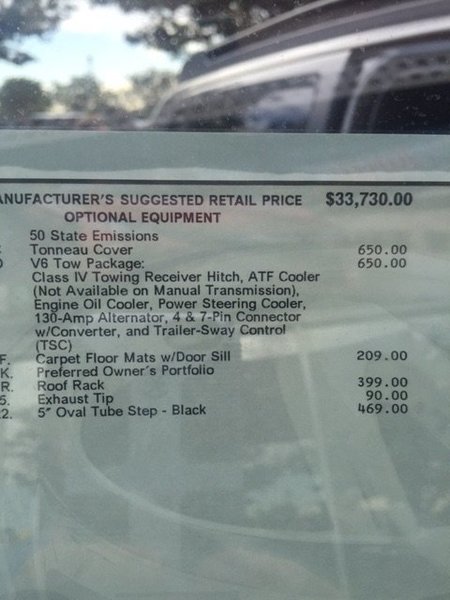 ANUFACTURER'S SUGGESTED RETAIL PRICE $33,730.00
OPTIONAL EQUIPMENT
50 State Emissions
Tonneau Cover 650.00
V6 Tow Package: 650.00
Class IV Towing Receiver Hitch, ATF Cooler
(Not Available on Manual Transmission),
Engine Oil Cooler, Power Steering Cooler,
130-Amp Alternator, 4 & 7-Pin Connector
w/Converter, and Trailer-Sway Control
(TSC)
F. Carpet Floor Mats w/Door Sill 209.00
K. Preferred Owner's Portfolio
R. Roof Rack 399.00
5. Exhaust Tip 90.00
2. 5" Oval Tube Step - Black 469.00